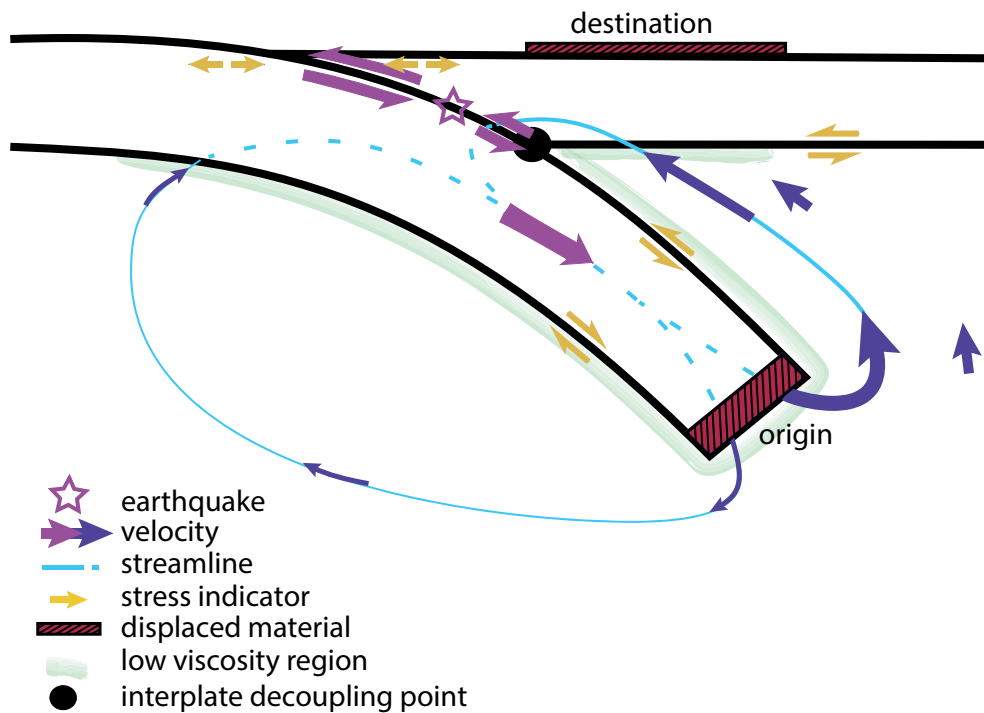 destination
origin
earthquake
velocity
streamline
stress indicator
displaced material
low viscosity region
interplate decoupling point